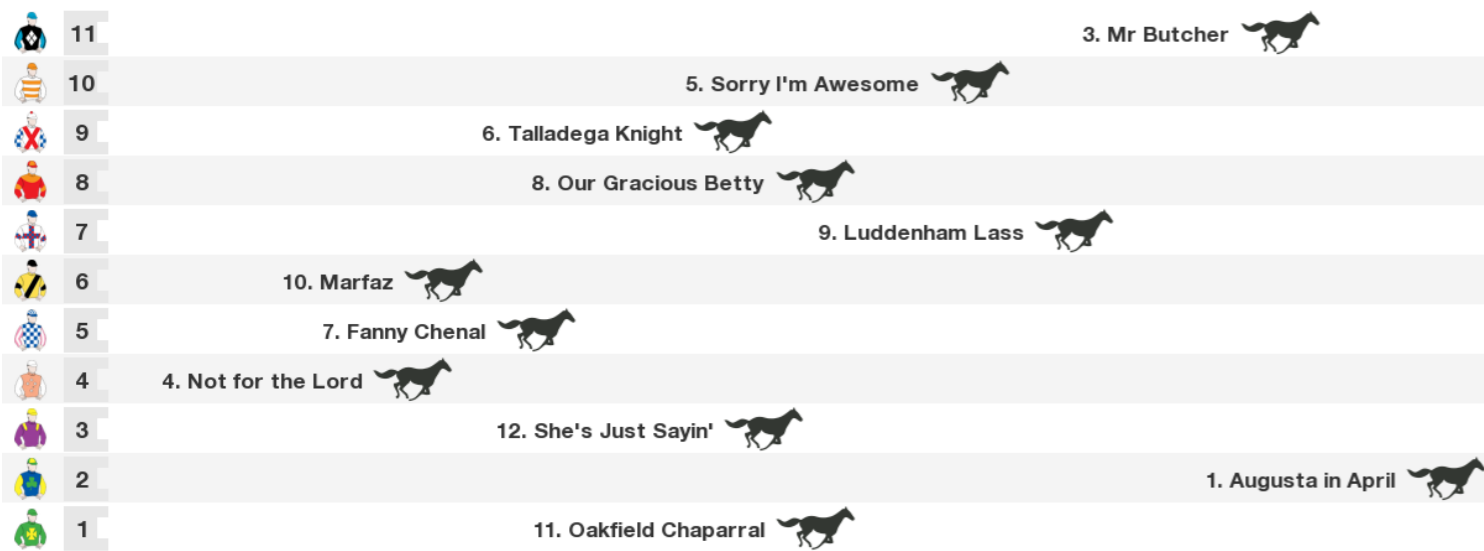 11 3. Mr Butcher
10 5. Sorry I'm Awesome
9 6. Talladega Knight
8 8. Our Gracious Betty
7 9. Luddenham Lass
6 10. Marfaz
5 7. Fanny Chenal
4 4. Not for the Lord
3 12. She's Just Sayin'
2 1. Augusta in April
1 11. Oakfield Chaparral